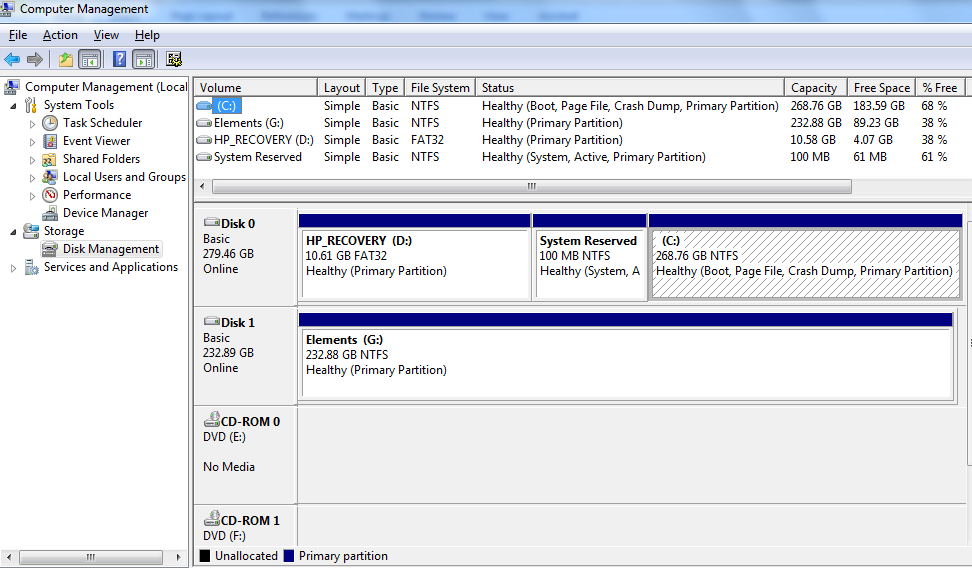 Computer Management
File Action View Help
Computer Management (Local
System Tools
Task Scheduler
Event Viewer
Shared Folders
Local Users and Groups
Performance
Device Manager
Storage
Disk Management
Services and Applications
Volume Layout Type File System Status Capacity Free Space % Free
(C:) Simple Basic NTFS Healthy (Boot, Page File, Crash Dump, Primary Partition) 268.76 GB 183.59 GB 68 %
Elements (G:) Simple Basic NTFS Healthy (Primary Partition) 232.88 GB 89.23 GB 38 %
HP_RECOVERY (D:) Simple Basic FAT32 Healthy (Primary Partition) 10.58 GB 4.07 GB 38 %
System Reserved Simple Basic NTFS Healthy (System, Active, Primary Partition) 100 MB 61 MB 61 %
Disk 0
Basic
279.46 GB
Online
HP_RECOVERY (D:)
10.61 GB FAT32
Healthy (Primary Partition)
System Reserved
100 MB NTFS
Healthy (System, A
(C:)
268.76 GB NTFS
Healthy (Boot, Page File, Crash Dump, Primary Partition)
Disk 1
Basic
232.89 GB
Online
Elements (G:)
232.88 GB NTFS
Healthy (Primary Partition)
CD-ROM 0
DVD (E:)
No Media
CD-ROM 1
DVD (F:)
Unallocated Primary partition